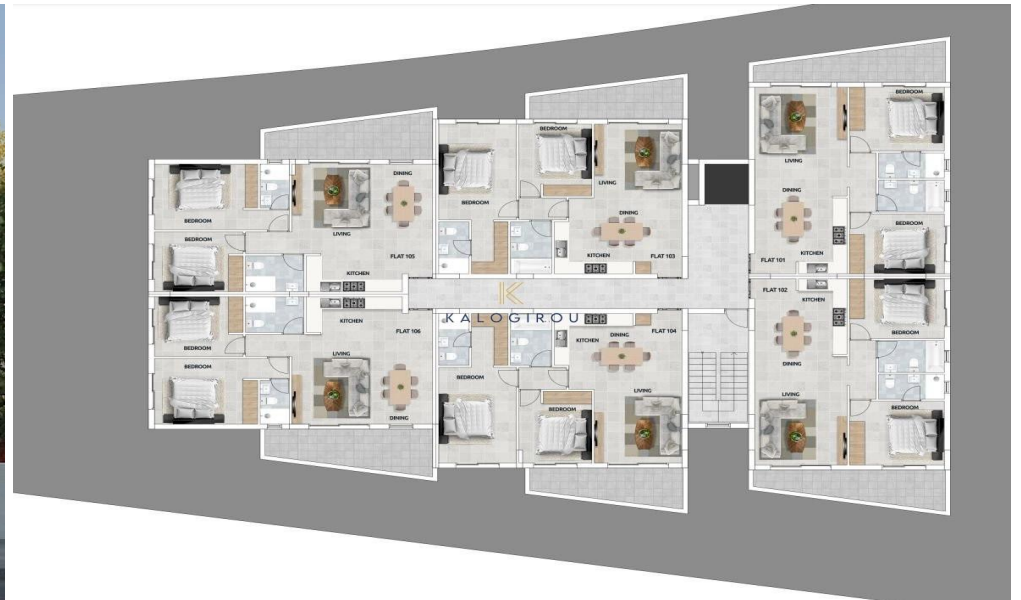 BEDROOM
LIVING
DINING
KITCHEN
FLAT 101
BEDROOM
FLAT 102
KITCHEN
DINING
LIVING
BEDROOM
BEDROOM
BEDROOM
BEDROOM
LIVING
DINING
KITCHEN
FLAT 103
KALOGIROU
FLAT 104
DINING
KITCHEN
LIVING
BEDROOM
BEDROOM
BEDROOM
DINING
LIVING
BEDROOM
FLAT 105
KITCHEN
KITCHEN
FLAT 106
BEDROOM
LIVING
BEDROOM
DINING